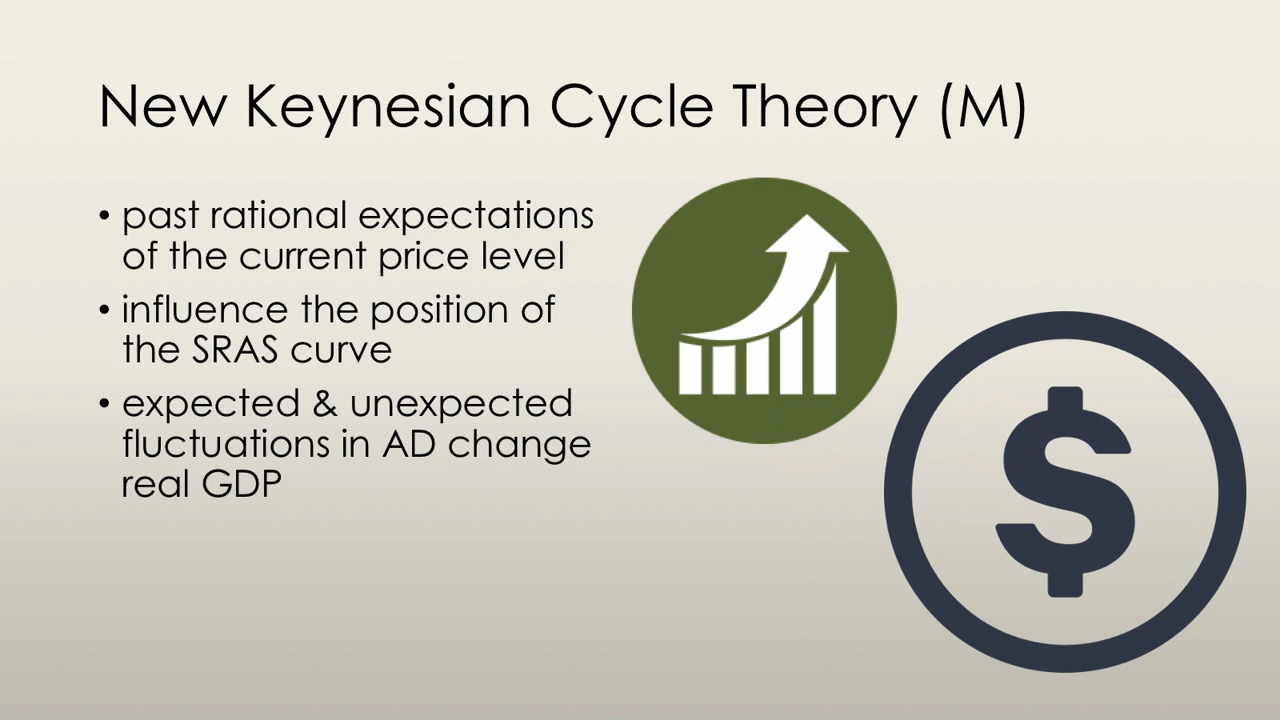 New Keynesian Cycle Theory (M)
• past rational expectations
of the current price level
• influence the position of
the SRAS curve
• expected & unexpected
fluctuations in AD change
real GDP
$